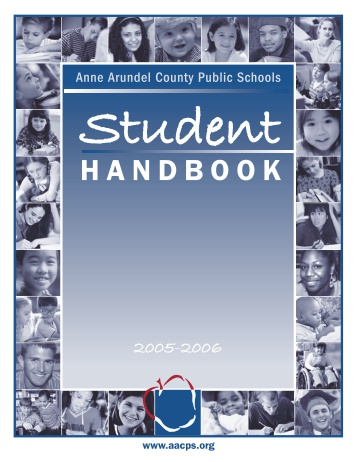 Anne Arundel County Public Schools
Student
HANDBOOK
2005-2006
www.aacps.org